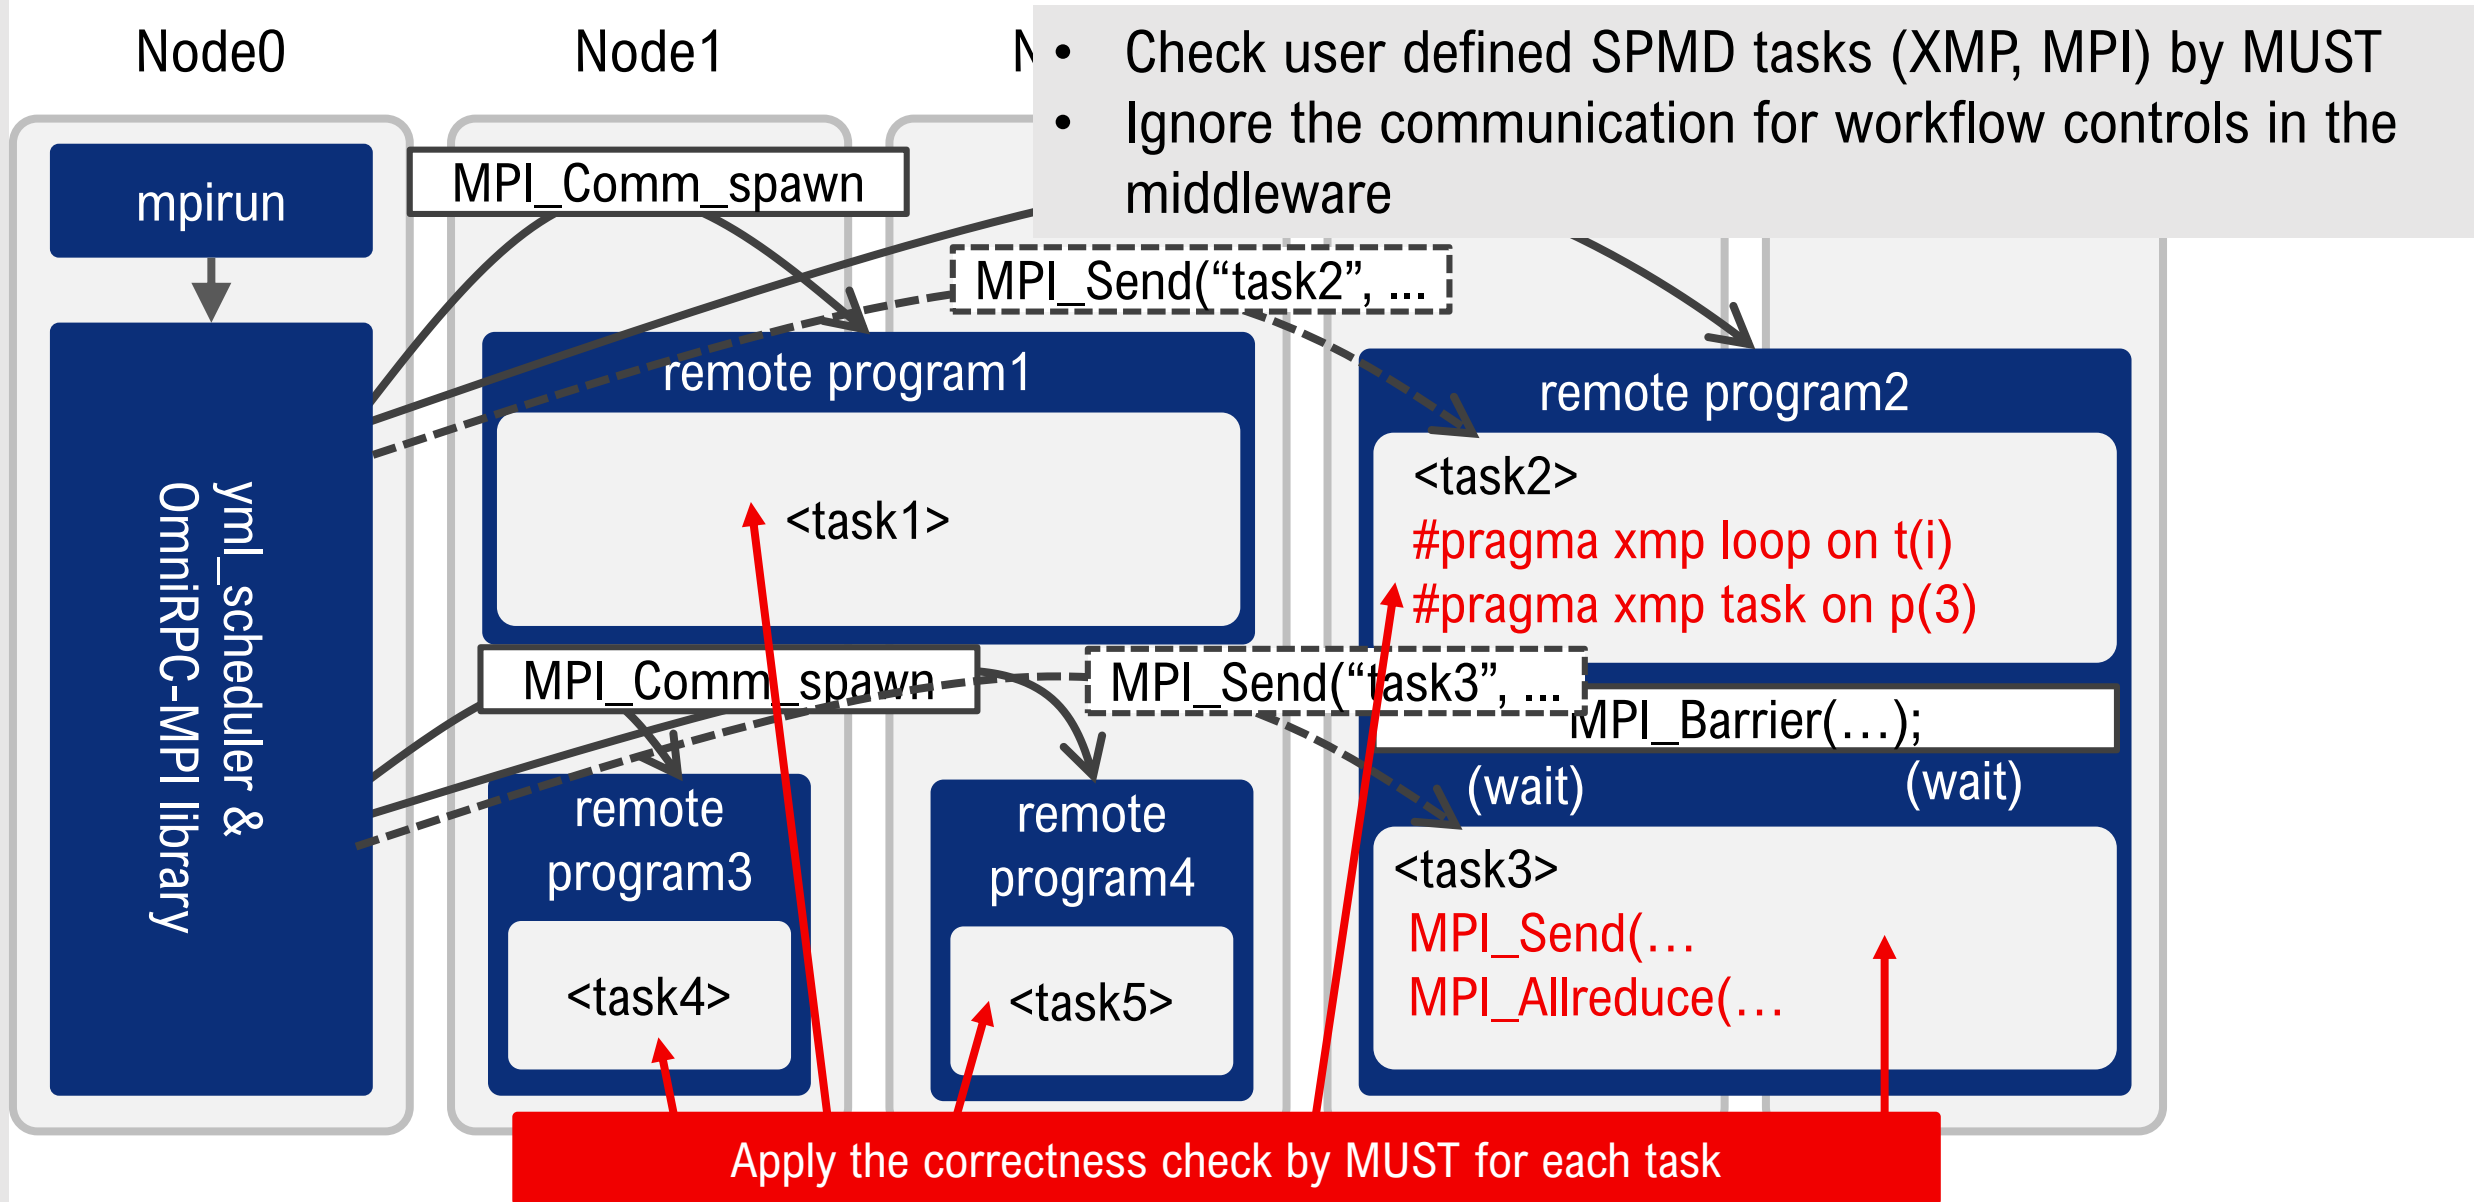 Node0
Node1
N
• Check user defined SPMD tasks (XMP, MPI) by MUST
• Ignore the communication for workflow controls in the
middleware
mpirun
MPI_Comm_spawn
MPI_Send(“task2”, ...
remote program1
remote program2
<task1>
<task2>
#pragma xmp loop on t(i)
#pragma xmp task on p(3)
yml_scheduler &
OmniRPC-MPI library
MPI_Comm_spawn
MPI_Send(“task3”, ...
MPI_Barrier(...);
(wait)
(wait)
remote
program3
remote
program4
<task3>
MPI_Send(...
MPI_Allreduce(...
<task4>
<task5>
Apply the correctness check by MUST for each task